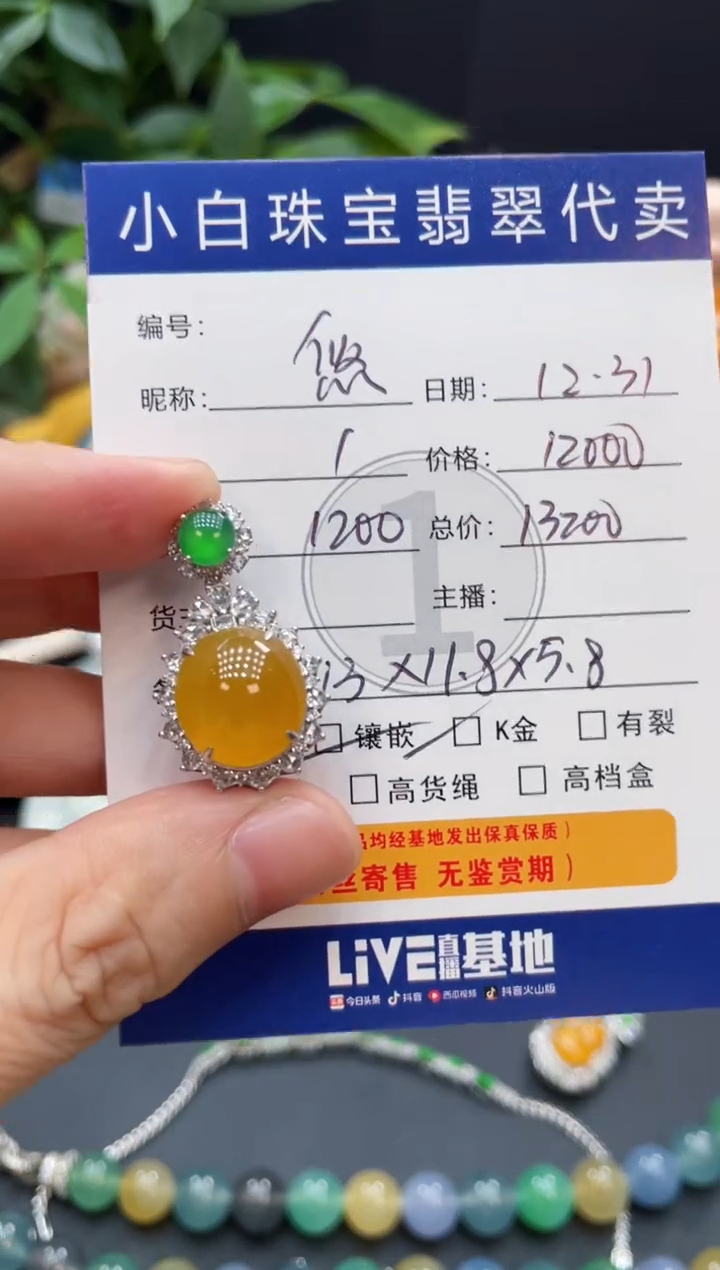 小白珠宝翡翠代卖
编号:
昵称: 悠 日期: 12.31
1 价格: 12000
1200 总价: 13200
货 主播:
1
13×11.8×5.8
镶嵌 K金 有裂
高货绳 高档盒
品均经基地发出保真保质)
寄售 无鉴赏期)
LiVE直播基地
今日头条 抖音 西瓜视频 抖音火山版